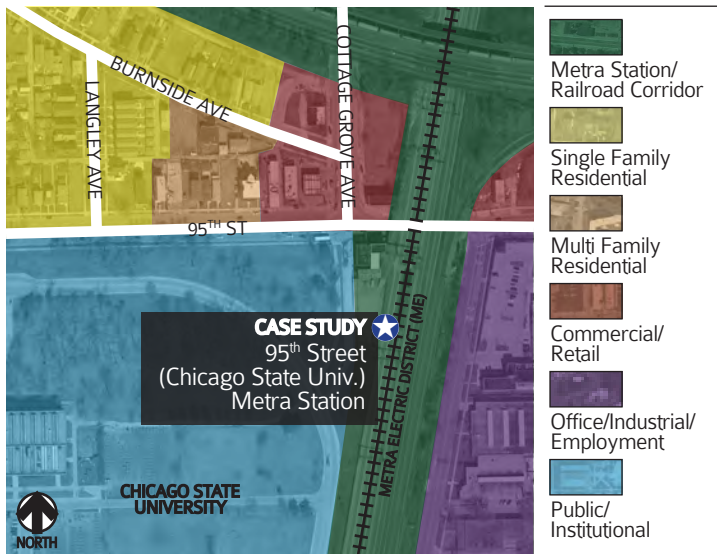 BURNSIDE AVE
COTTAGE GROVE AVE
LANGLEY AVE
95TH ST
CASE STUDY
95th Street
(Chicago State Univ.)
Metra Station
METRA ELECTRIC DISTRICT (ME)
CHICAGO STATE
UNIVERSITY
NORTH
Metra Station/
Railroad Corridor
Single Family
Residential
Multi Family
Residential
Commercial/
Retail
Office/Industrial/
Employment
Public/
Institutional